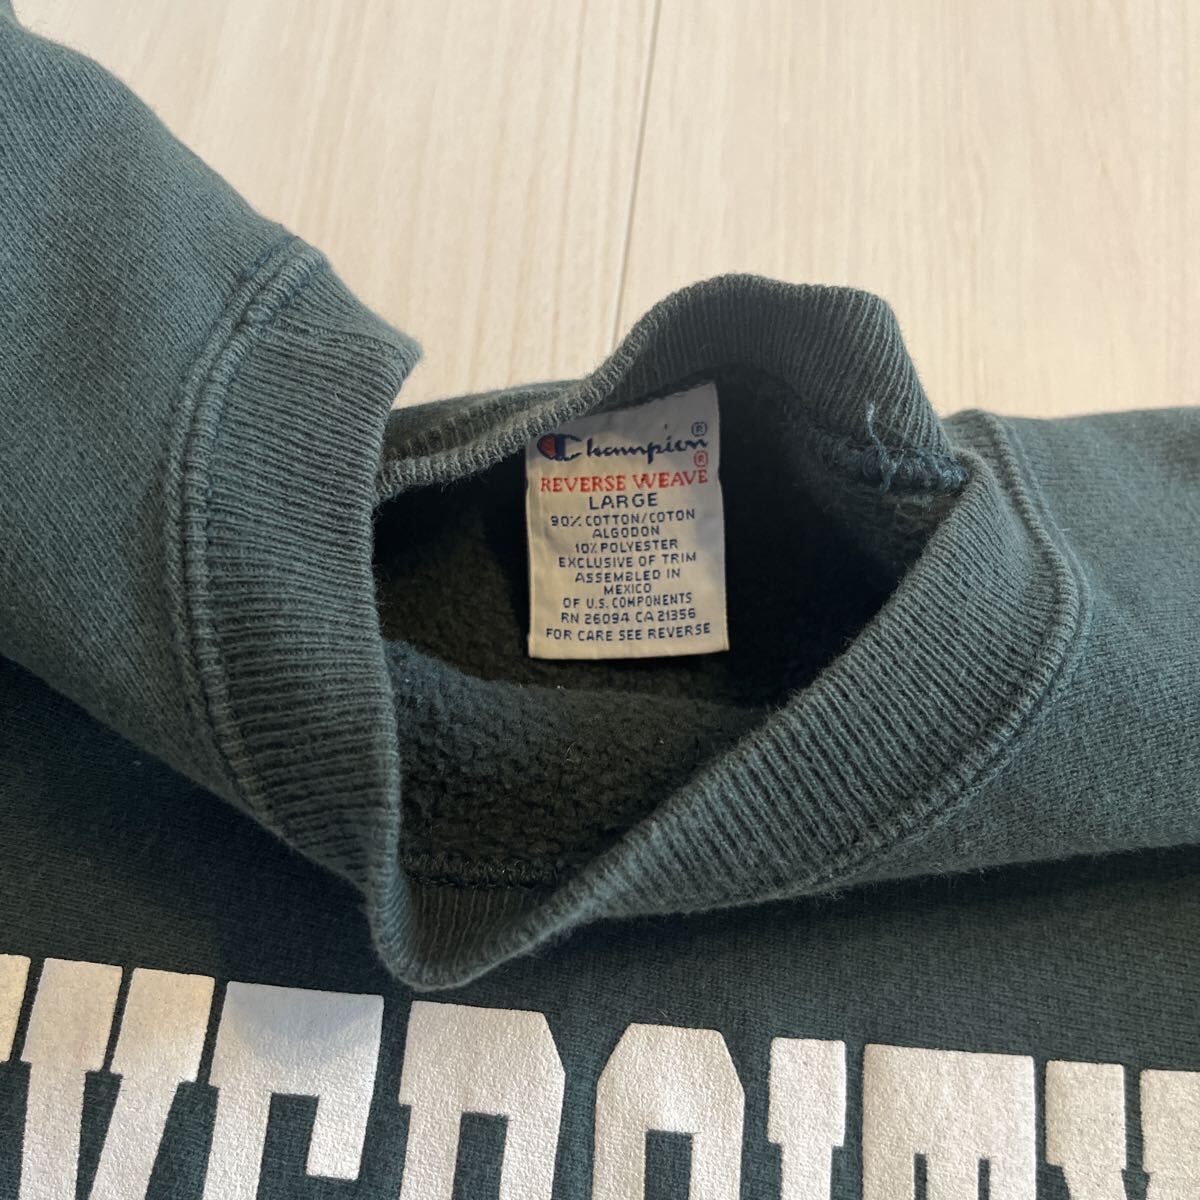 Champion®
REVERSE WEAVE®
LARGE
90% COTTON/COTON
ALGODON
10% POLYESTER
EXCLUSIVE OF TRIM
ASSEMBLED IN
MEXICO
OF U.S. COMPONENTS
RN 26094 CA 21356
FOR CARE SEE REVERSE
VERSITY